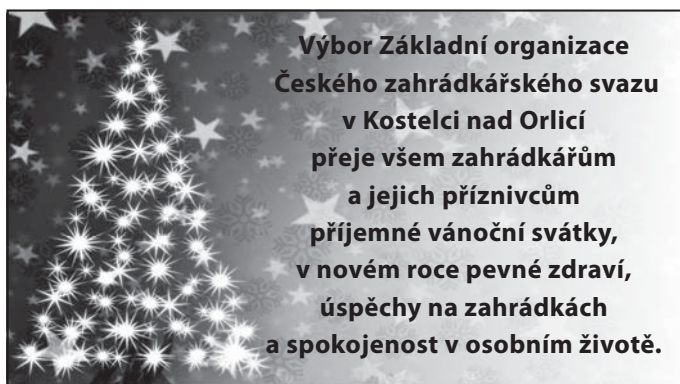 Výbor Základní organizace
Českého zahrádkářského svazu
v Kostelci nad Orlicí
přeje všem zahrádkářům
a jejich příznivcům
příjemné vánoční svátky,
v novém roce pevné zdraví,
úspěchy na zahrádkách
a spokojenost v osobním životě.